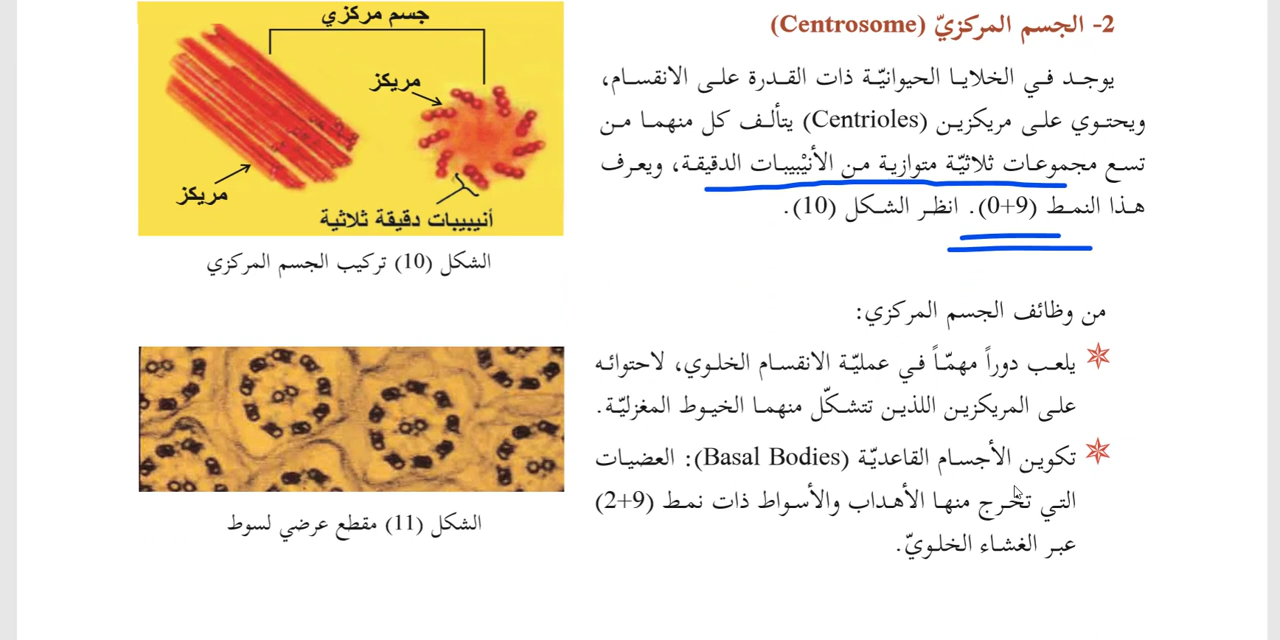 2- الجسم المركزيّ (Centrosome)
يوجد في الخلايا الحيوانيّة ذات القدرة على الانقسام،
ويحتوي على مريكزين (Centrioles) يتألف كل منهما من
تسع مجموعات ثلاثيّة متوازية من الأنيْبيبات الدقيقة، ويعرف
هذا النمط (9+0). انظر الشكل (10).
جسم مركزي
مريكز
مريكز
أنيبيبات دقيقة ثلاثية
الشكل (10) تركيب الجسم المركزي
من وظائف الجسم المركزي:
يلعب دوراً مهمّاً في عمليّة الانقسام الخلوي، لاحتوائه
على المريكزين اللذين تتشكّل منهما الخيوط المغزليّة.
تكوين الأجسام القاعديّة (Basal Bodies): العضيات
التي تخرج منها الأهداب والأسواط ذات نمط (9+2)
عبر الغشاء الخلويّ.
الشكل (11) مقطع عرضي لسوط